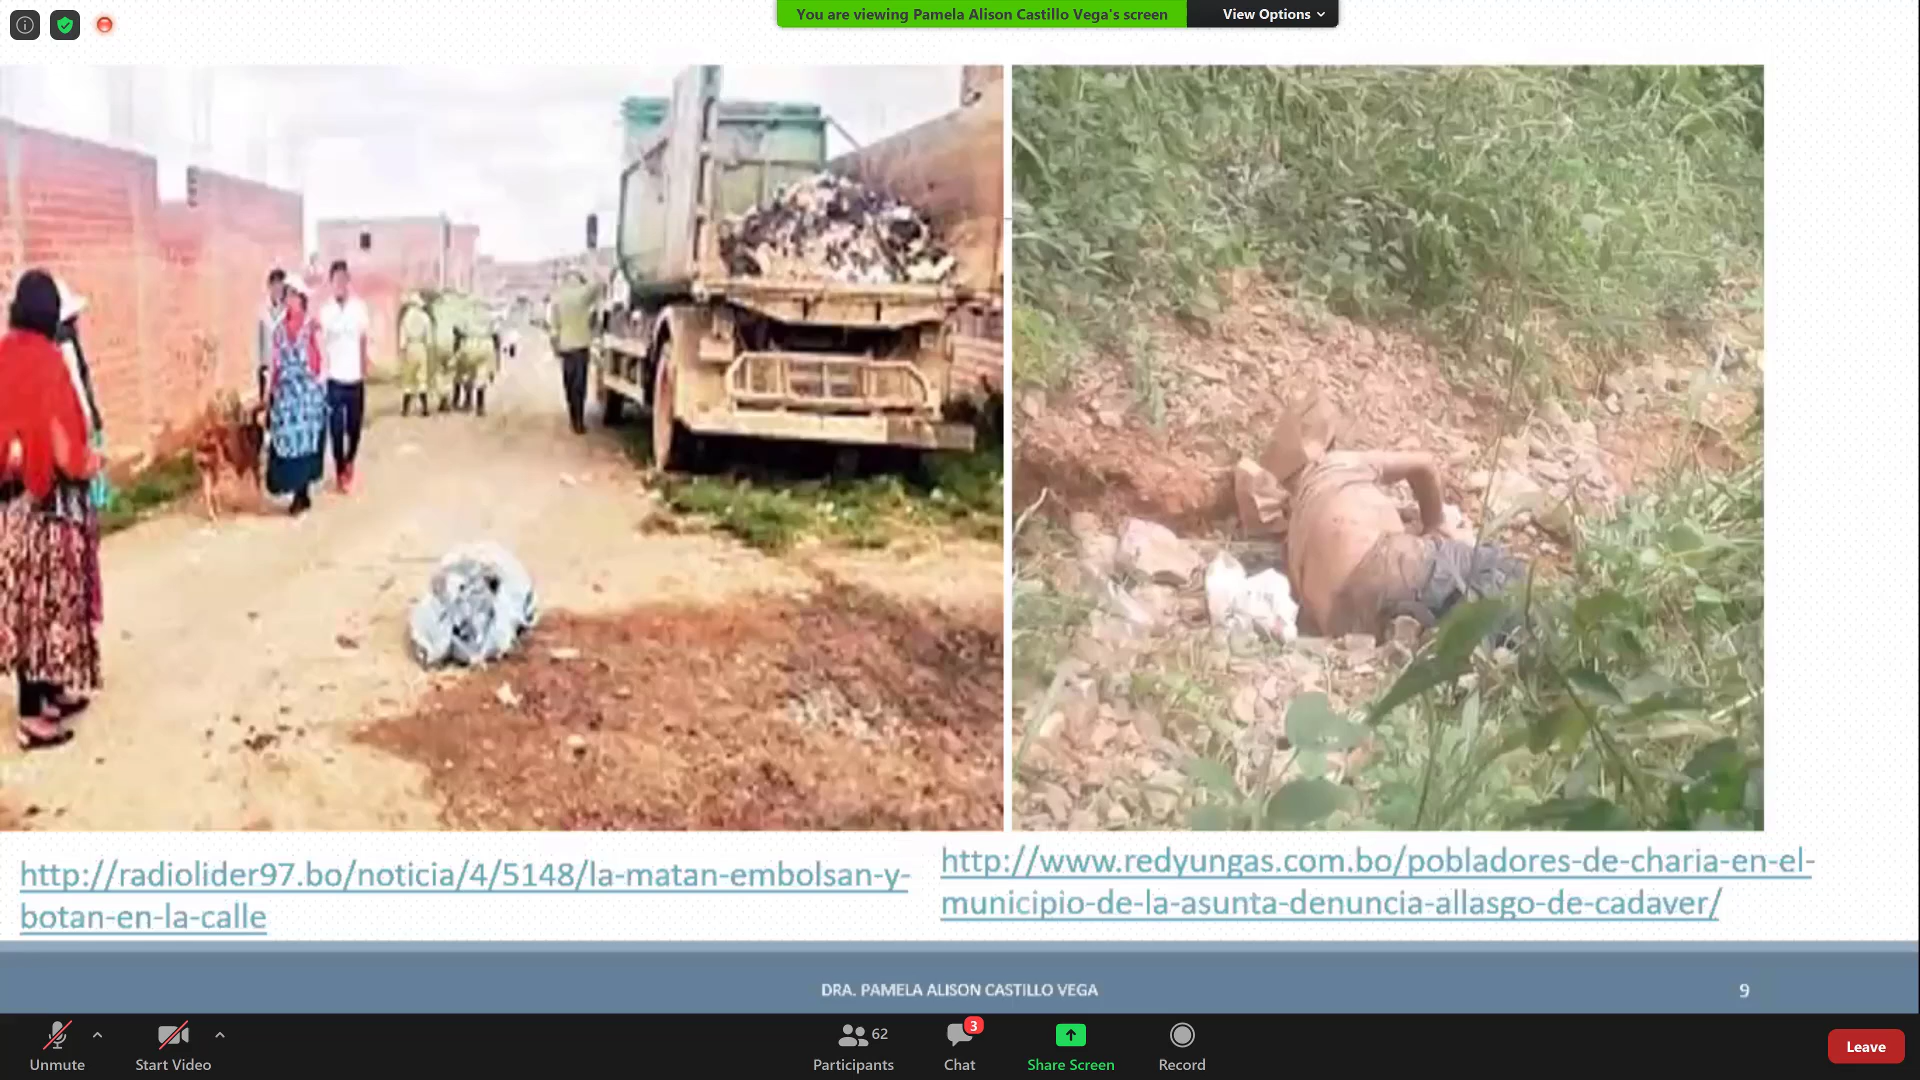 You are viewing Pamela Alison Castillo Vega's screen
View Options
http://radiolider97.bo/noticia/4/5148/la-matan-embolsan-y-
botan-en-la-calle
http://www.redyungas.com.bo/pobladores-de-charia-en-el-
municipio-de-la-asunta-denuncia-allasgo-de-cadaver/
DRA. PAMELA ALISON CASTILLO VEGA
9
Unmute
Start Video
62
Participants
3
Chat
Share Screen
Record
Leave